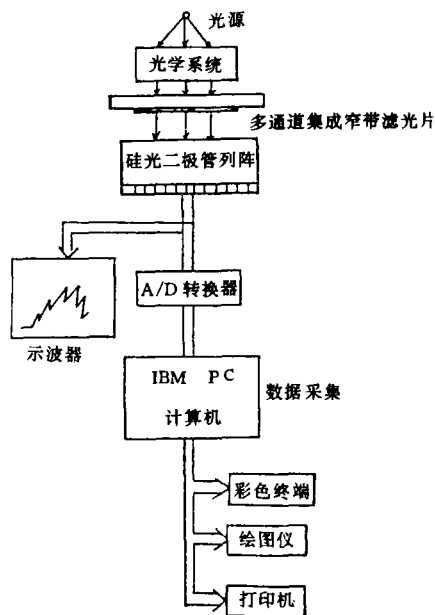 光源
光学系统
多通道集成窄带滤光片
硅光二极管列阵
A/D 转换器
示波器
IBM PC
计算机
数据采集
彩色终端
绘图仪
打印机